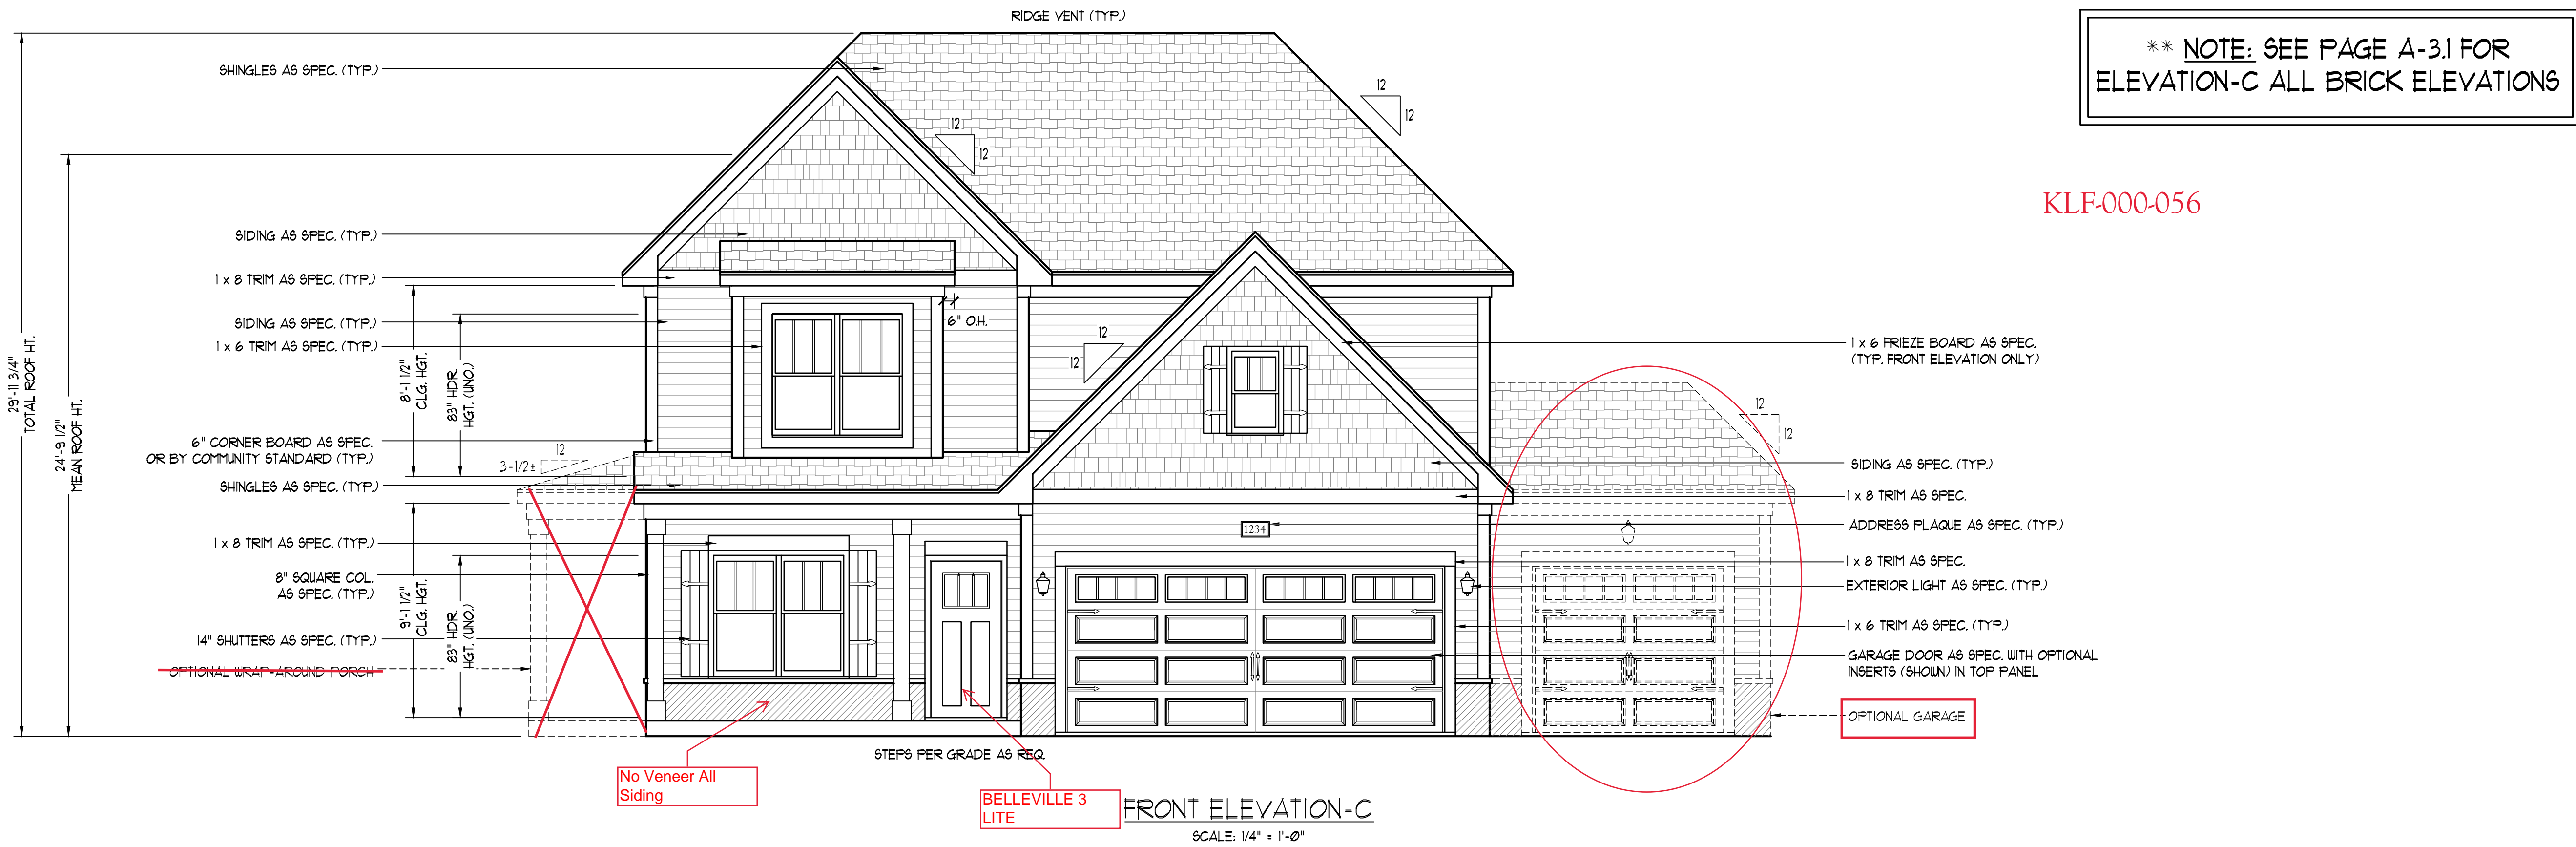 RIDGE VENT (TYP.)
** NOTE: SEE PAGE A-3.1 FOR
ELEVATION-C ALL BRICK ELEVATIONS
KLF-000-056
SHINGLES AS SPEC. (TYP.)
12
12
12
12
SIDING AS SPEC. (TYP.)
1 x 8 TRIM AS SPEC. (TYP.)
SIDING AS SPEC. (TYP.)
1 x 6 TRIM AS SPEC. (TYP.)
6" O.H.
12
12
29'-11 3/4"
TOTAL ROOF HT.
24'-9 1/2"
MEAN ROOF HT.
8'-1 1/2"
CLG. HGT.
83" HDR
HGT. (UNO.)
6" CORNER BOARD AS SPEC.
OR BY COMMUNITY STANDARD (TYP.)
12
3-1/2±
SHINGLES AS SPEC. (TYP.)
1 x 8 TRIM AS SPEC. (TYP.)
8" SQUARE COL.
AS SPEC. (TYP.)
9'-1 1/2"
CLG. HGT.
83" HDR
HGT. (UNO.)
14" SHUTTERS AS SPEC. (TYP.)
OPTIONAL WRAP-AROUND PORCH
1234
1 x 6 FRIEZE BOARD AS SPEC.
(TYP. FRONT ELEVATION ONLY)
12
12
SIDING AS SPEC. (TYP.)
1 x 8 TRIM AS SPEC.
ADDRESS PLAQUE AS SPEC. (TYP.)
1 x 8 TRIM AS SPEC.
EXTERIOR LIGHT AS SPEC. (TYP.)
1 x 6 TRIM AS SPEC. (TYP.)
GARAGE DOOR AS SPEC. WITH OPTIONAL
INSERTS (SHOWN) IN TOP PANEL
OPTIONAL GARAGE
STEPS PER GRADE AS REQ.
No Veneer All
Siding
BELLEVILLE 3
LITE
FRONT ELEVATION-C
SCALE: 1/4" = 1'-0"